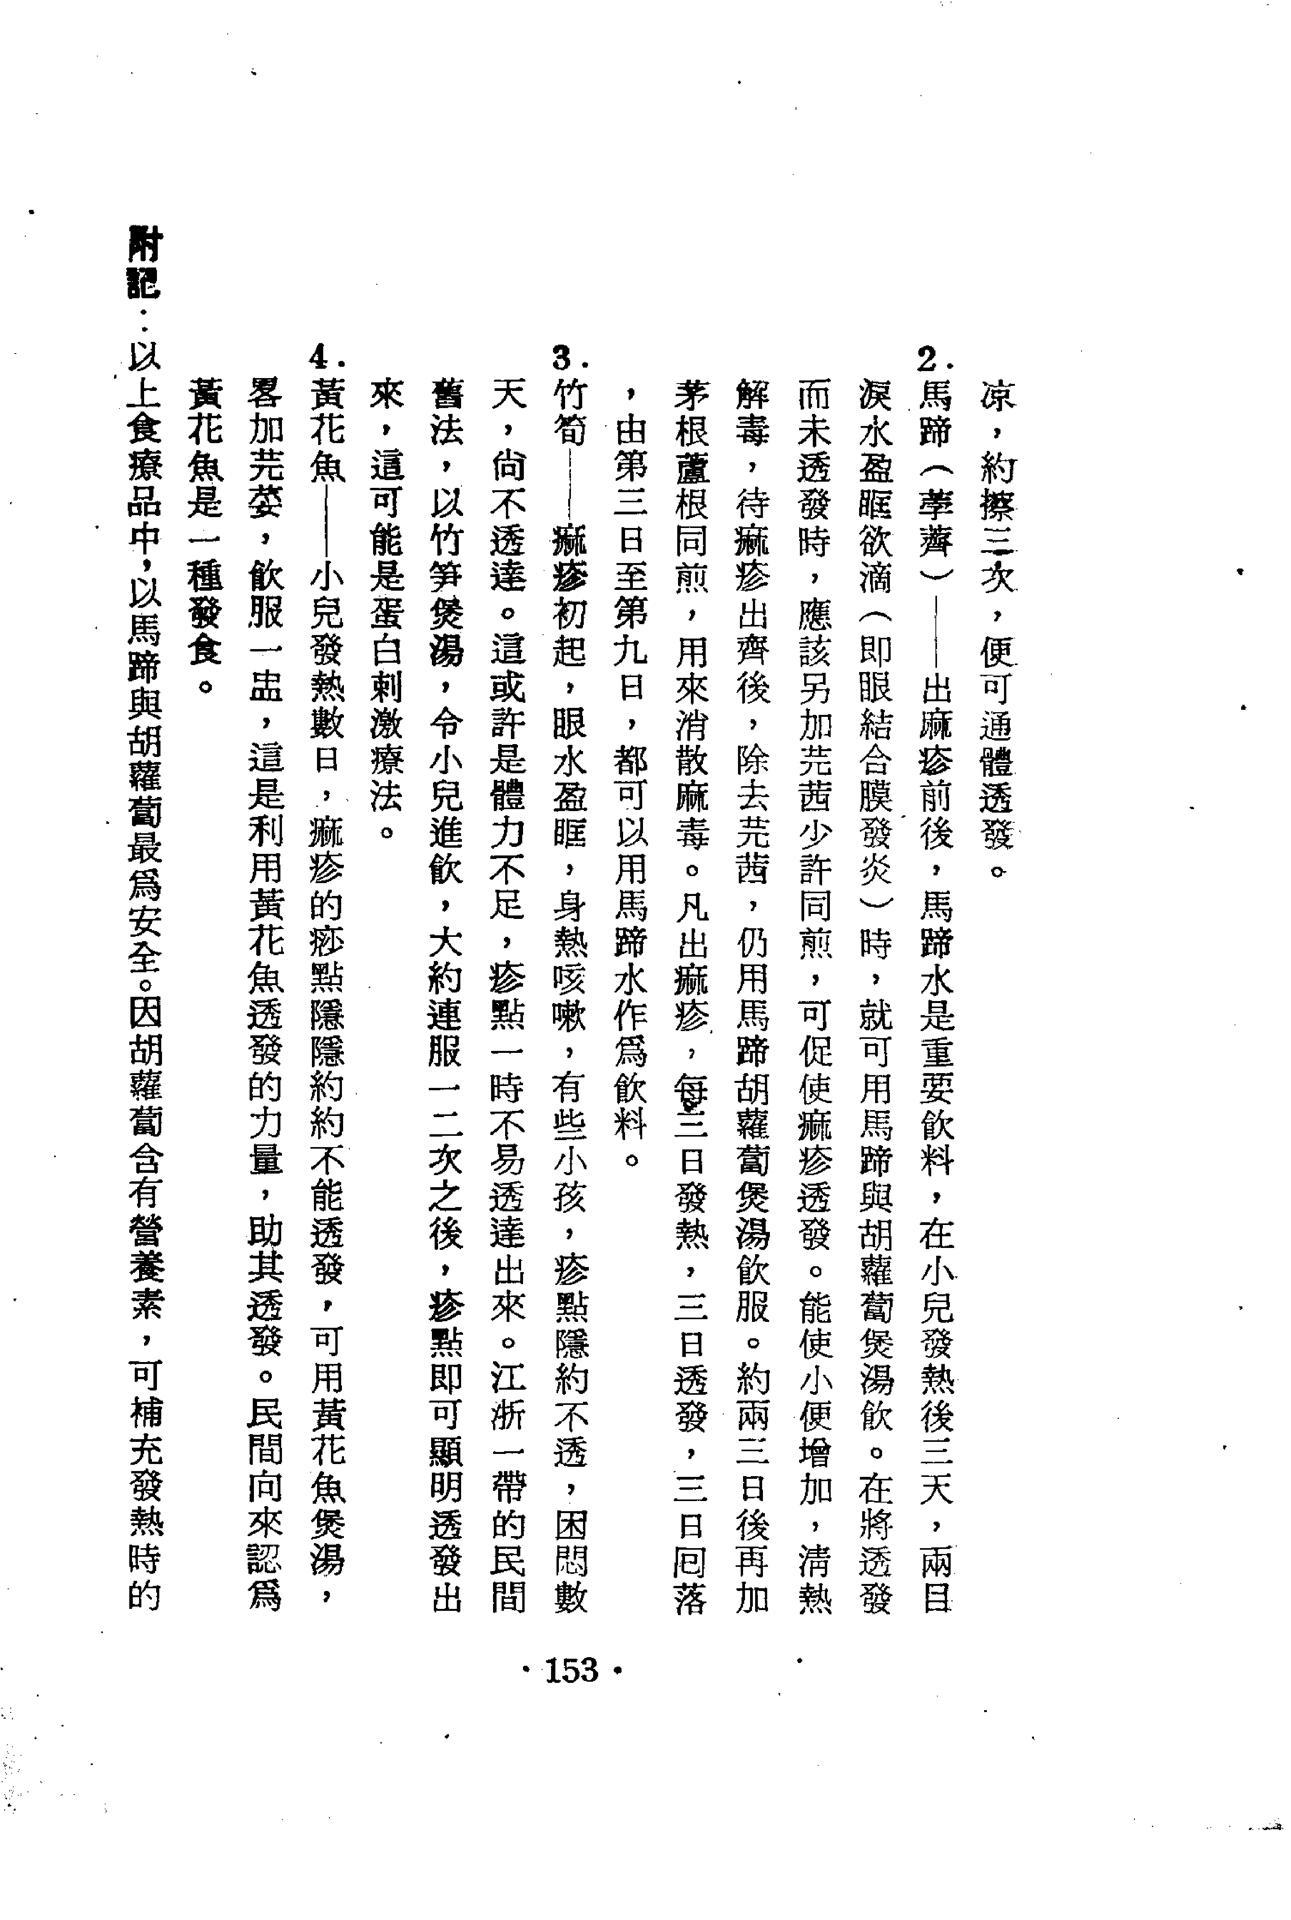 凉，約擦三次，便可通體透發。
2.馬蹄（荸薺）——出麻疹前後，馬蹄水是重要飲料，在小兒發熱後三天，兩目
淚水盈眶欲滴（即眼結合膜發炎）時，就可用馬蹄與胡蘿蔔煲湯飲。在將透發
而未透發時，應該另加芫茜少許同煎，可促使痲疹透發。能使小便增加，淸熱
解毒，待痲疹出齊後，除去芫茜，仍用馬蹄胡蘿蔔煲湯飲服。約兩三日後再加
茅根蘆根同煎，用來消散麻毒。凡出痲疹，每三日發熱，三日透發，三日囘落
，由第三日至第九日，都可以用馬蹄水作爲飲料。
3.竹筍——痲疹初起，眼水盈眶，身熱咳嗽，有些小孩，疹點隱約不透，困悶數
天，尙不透達。這或許是體力不足，疹點一時不易透達出來。江浙一帶的民間
舊法，以竹笋煲湯，令小兒進飲，大約連服一二次之後，疹點即可顯明透發出
來，這可能是蛋白刺激療法。
4.黃花魚——小兒發熱數日，痲疹的痧點隱隱約約不能透發，可用黃花魚煲湯，
畧加芫荽，飲服一盅，這是利用黃花魚透發的力量，助其透發。民間向來認爲
黃花魚是一種發食。
附記：以上食療品中，以馬蹄與胡蘿蔔最爲安全。因胡蘿蔔含有營養素，可補充發熱時的
·153·